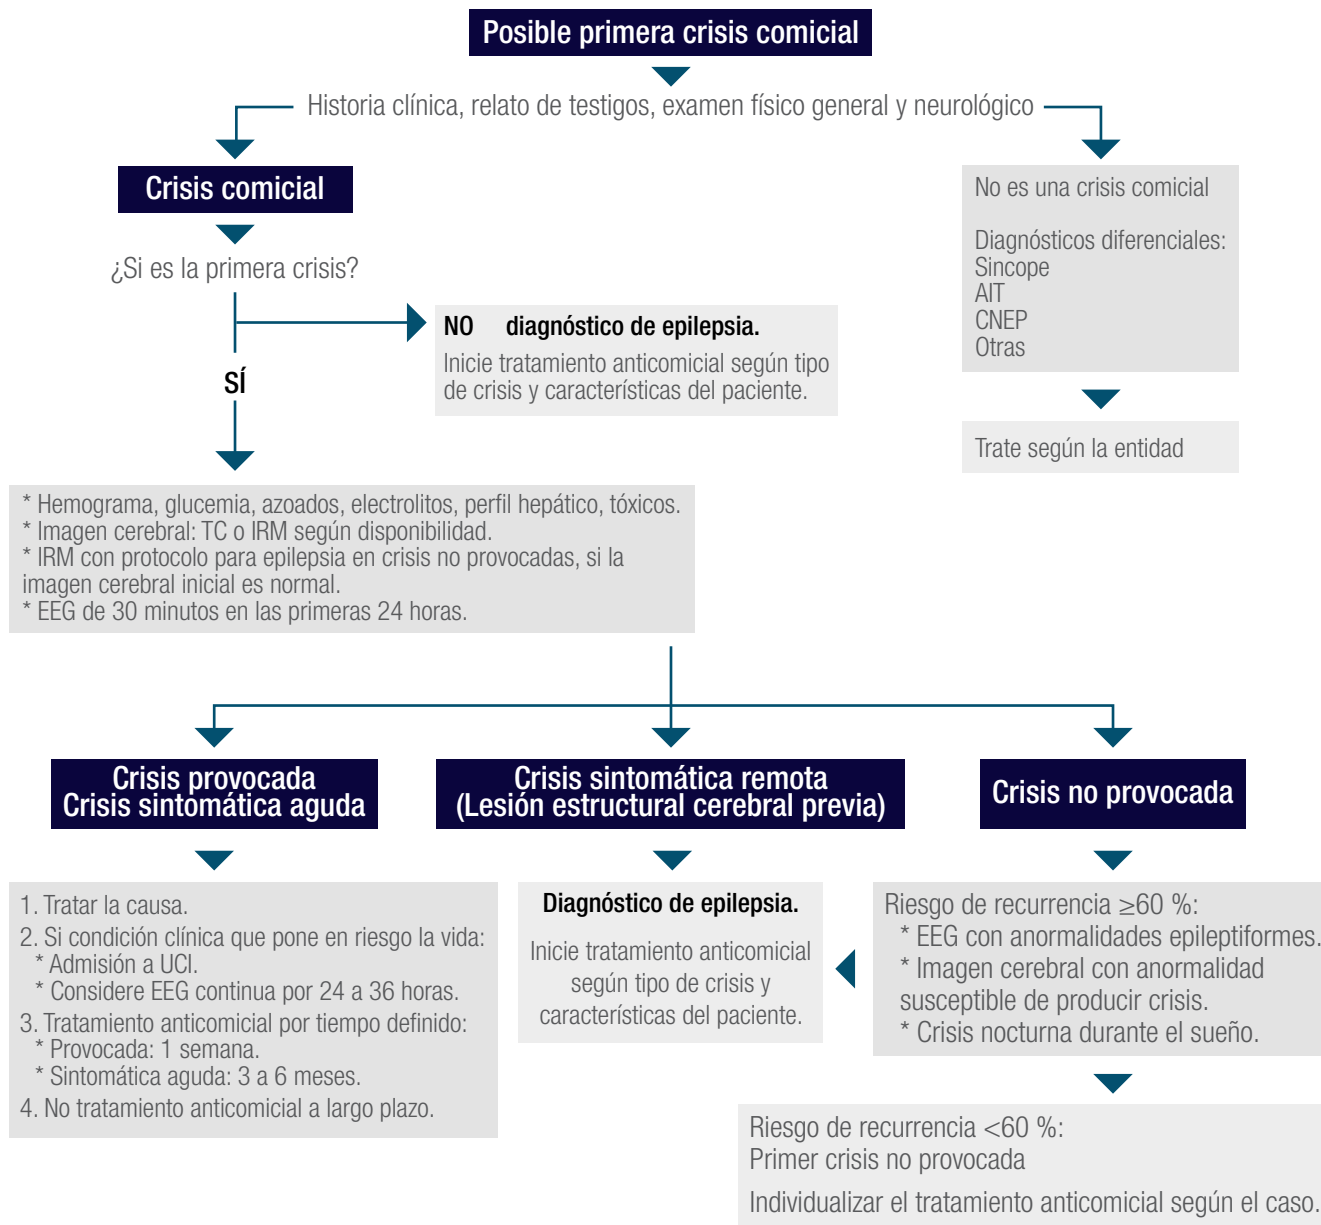 Posible primera crisis comicial
Historia clínica, relato de testigos, examen físico general y neurológico
Crisis comicial
¿Si es la primera crisis?
NO diagnóstico de epilepsia.
Inicie tratamiento anticomicial según tipo
de crisis y características del paciente.
SÍ
No es una crisis comicial
Diagnósticos diferenciales:
Sincope
AIT
CNEP
Otras
Trate según la entidad
* Hemograma, glucemia, azoados, electrolitos, perfil hepático, tóxicos.
* Imagen cerebral: TC o IRM según disponibilidad.
* IRM con protocolo para epilepsia en crisis no provocadas, si la
imagen cerebral inicial es normal.
* EEG de 30 minutos en las primeras 24 horas.
Crisis provocada
Crisis sintomática aguda
1. Tratar la causa.
2. Si condición clínica que pone en riesgo la vida:
* Admisión a UCI.
* Considere EEG continua por 24 a 36 horas.
3. Tratamiento anticomicial por tiempo definido:
* Provocada: 1 semana.
* Sintomática aguda: 3 a 6 meses.
4. No tratamiento anticomicial a largo plazo.
Crisis sintomática remota
(Lesión estructural cerebral previa)
Diagnóstico de epilepsia.
Inicie tratamiento anticomicial
según tipo de crisis y
características del paciente.
Crisis no provocada
Riesgo de recurrencia ≥60 %:
* EEG con anormalidades epileptiformes.
* Imagen cerebral con anormalidad
susceptible de producir crisis.
* Crisis nocturna durante el sueño.
Riesgo de recurrencia <60 %:
Primer crisis no provocada
Individualizar el tratamiento anticomicial según el caso.